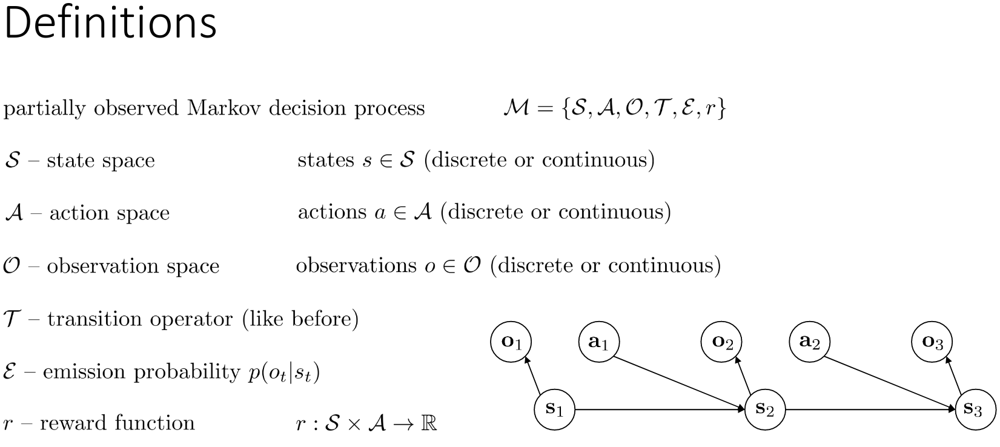 Definitions
partially observed Markov decision process    ℳ = {𝒮, 𝒜, 𝒪, 𝒯, ℰ, r}
𝒮 – state space    states s ∈ 𝒮 (discrete or continuous)
𝒜 – action space    actions a ∈ 𝒜 (discrete or continuous)
𝒪 – observation space    observations o ∈ 𝒪 (discrete or continuous)
𝒯 – transition operator (like before)
o₁ a₁ o₂ a₂ o₃
ℰ – emission probability p(oₜ|sₜ)
s₁ s₂ s₃
r – reward function    r : 𝒮 × 𝒜 → ℝ